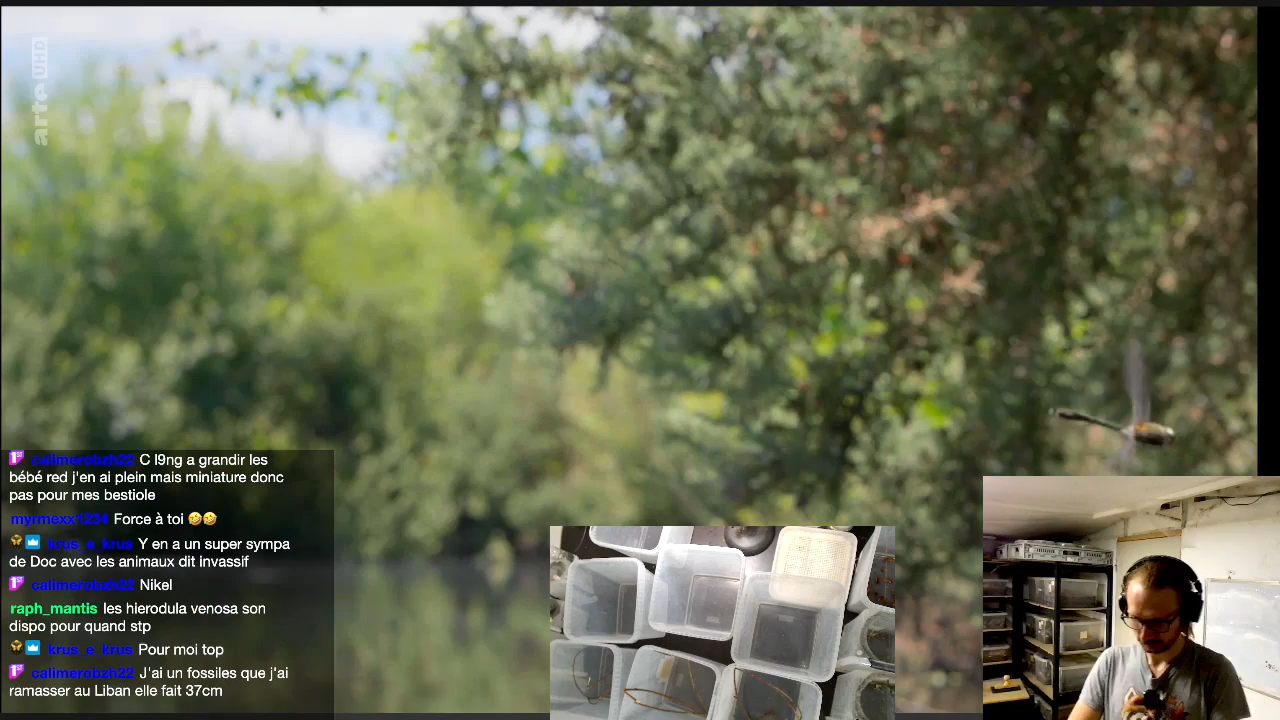 arte UHD
calimerobzh22 C l9ng a grandir les
bébé red j'en ai plein mais miniature donc
pas pour mes bestiole
myrmexx1234 Force à toi 🤣🤣
krus_e_krus Y en a un super sympa
de Doc avec les animaux dit invassif
calimerobzh22 Nikel
raph_mantis les hierodula venosa son
dispo pour quand stp
krus_e_krus Pour moi top
calimerobzh22 J'ai un fossiles que j'ai
ramasser au Liban elle fait 37cm